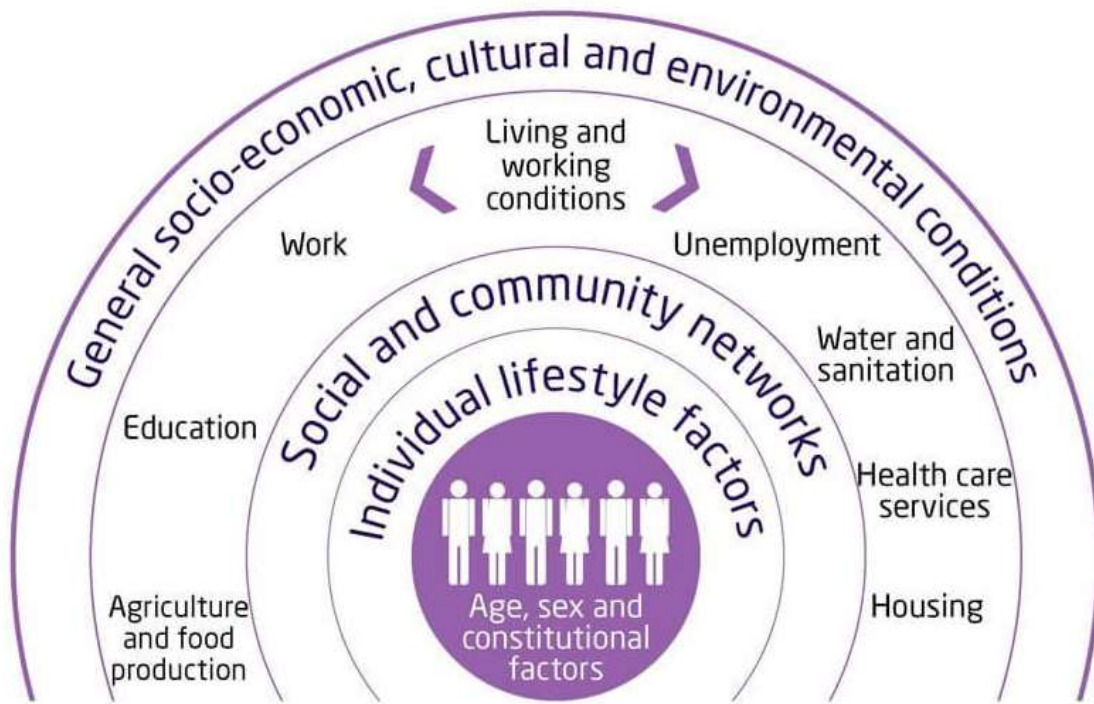 General socio-economic, cultural and environmental conditions
Living and
working
conditions
Work
Unemployment
Social and community networks
Water and
sanitation
Individual lifestyle factors
Education
Health care
services
Agriculture
and food
production
Housing
Age, sex and
constitutional
factors